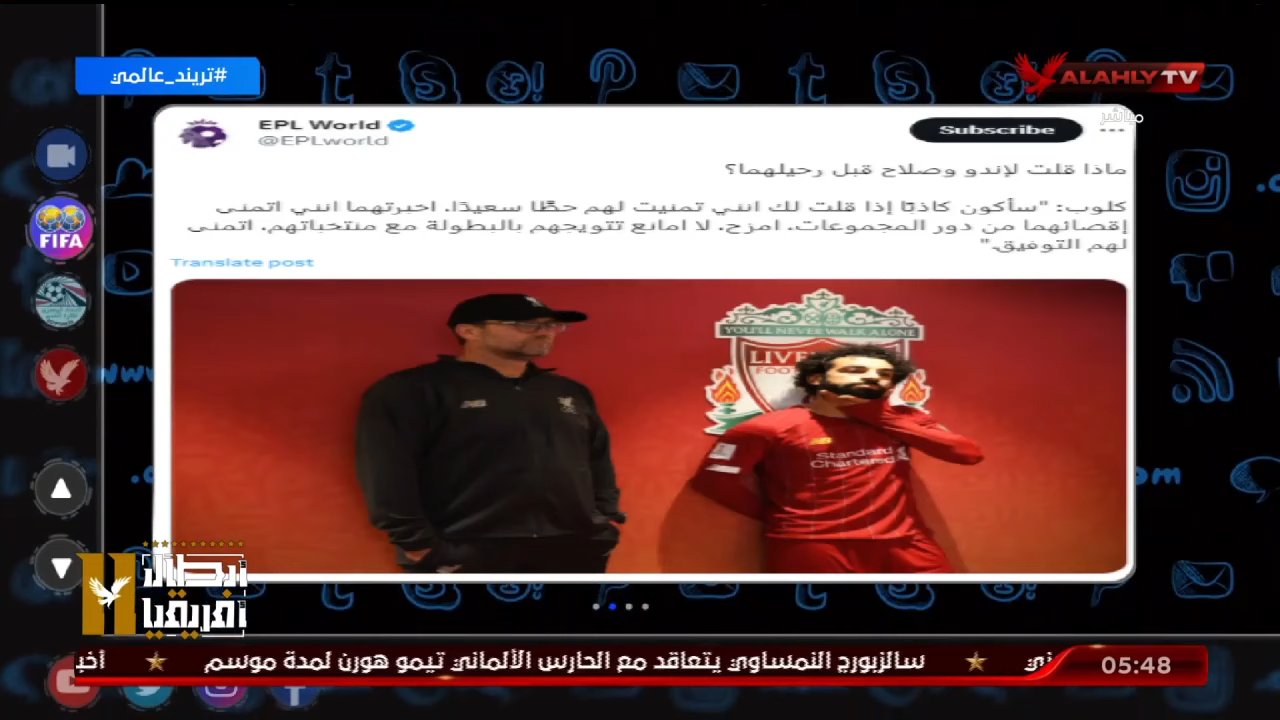 #تريند_عالمي
ALAHLY TV
مباشر
EPL World
@EPLworld
Subscribe
ماذا قلت لإندو وصلاح قبل رحيلهما؟
كلوب: "سأكون كاذبًا إذا قلت لك انني تمنيت لهم حظًا سعيدًا، اخبرتهما انني اتمنى
إقصائهما من دور المجموعات، امزح، لا امانع تتويجهم بالبطولة مع منتخباتهم، اتمنى
لهم التوفيق."
Translate post
YOU'LL NEVER WALK ALONE
Standard
Chartered
FIFA
أبطال
أفريقيا
سالزبورج النمساوي يتعاقد مع الحارس الألماني تيمو هورن لمدة موسم
05:48